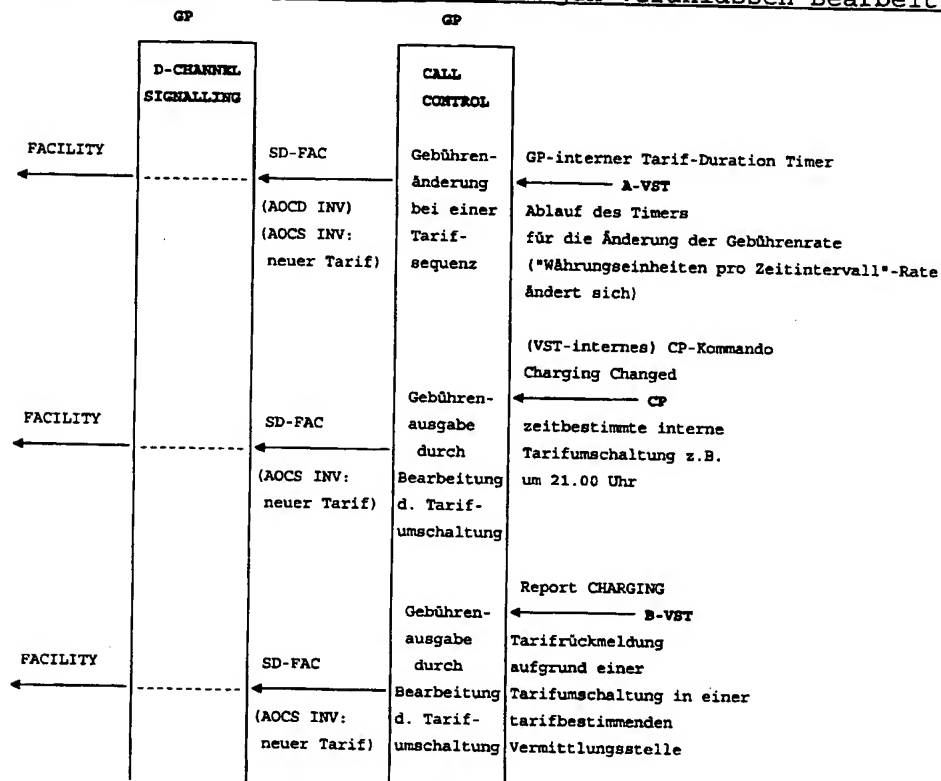 GP GP
D-CHANNEL
SIGNALLING
CALL
CONTROL
FACILITY
SD-FAC
(AOCD INV)
(AOCS INV:
neuer Tarif)
Gebühren-
änderung
bei einer
Tarif-
sequenz
GP-interner Tarif-Duration Timer
A-VST
Ablauf des Timers
für die Änderung der Gebührenrate
("Währungseinheiten pro Zeitintervall"-Rate
ändert sich)
FACILITY
SD-FAC
(AOCS INV:
neuer Tarif)
Gebühren-
ausgabe
durch
Bearbeitung
d. Tarif-
umschaltung
(VST-internes) CP-Kommando
Charging Changed
CP
zeitbestimmte interne
Tarifumschaltung z.B.
um 21.00 Uhr
FACILITY
SD-FAC
(AOCS INV:
neuer Tarif)
Gebühren-
ausgabe
durch
Bearbeitung
d. Tarif-
umschaltung
Report CHARGING
B-VST
Tarifrückmeldung
aufgrund einer
Tarifumschaltung in einer
tarifbestimmenden
Vermittlungsstelle